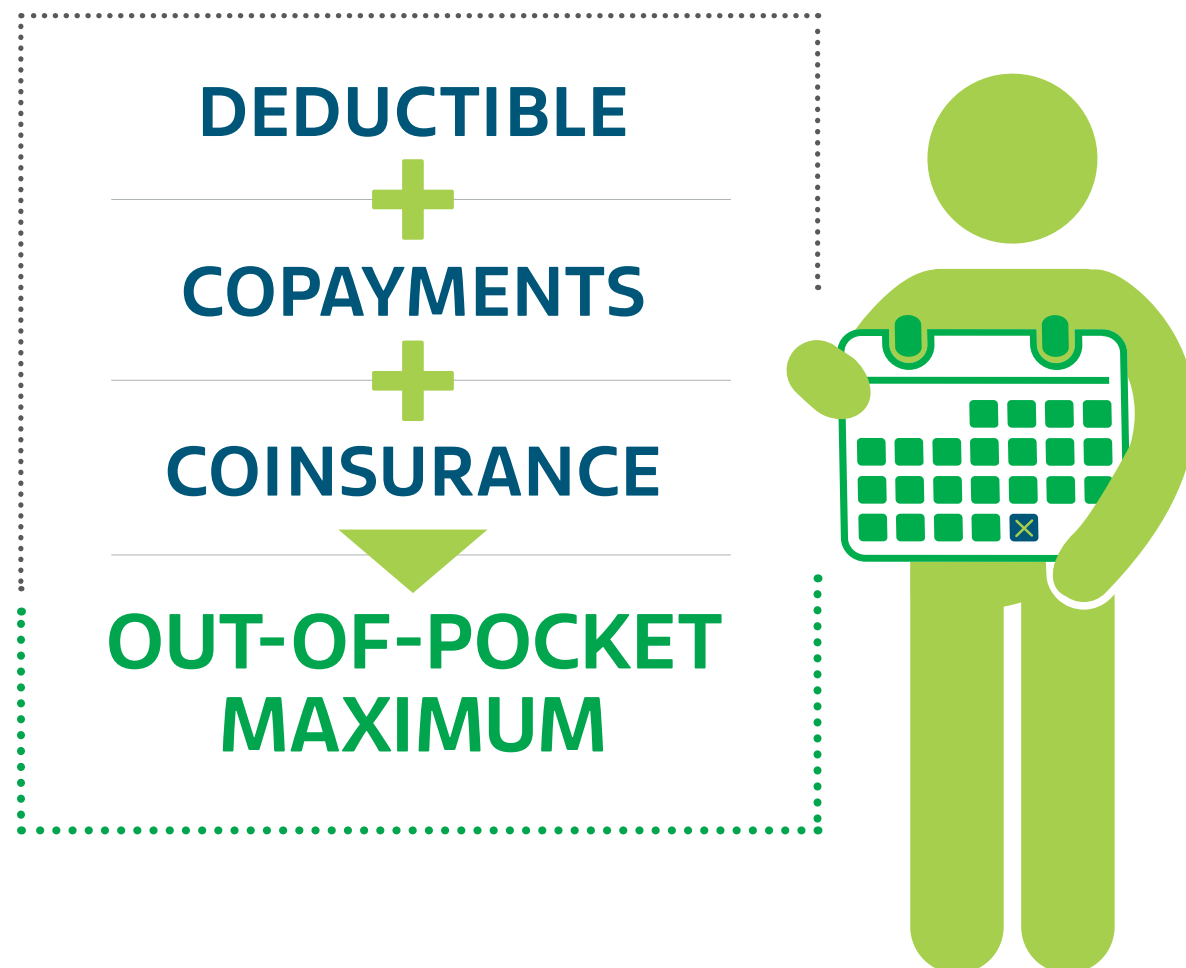 DEDUCTIBLE
+
COPAYMENTS
+
COINSURANCE
OUT-OF-POCKET
MAXIMUM